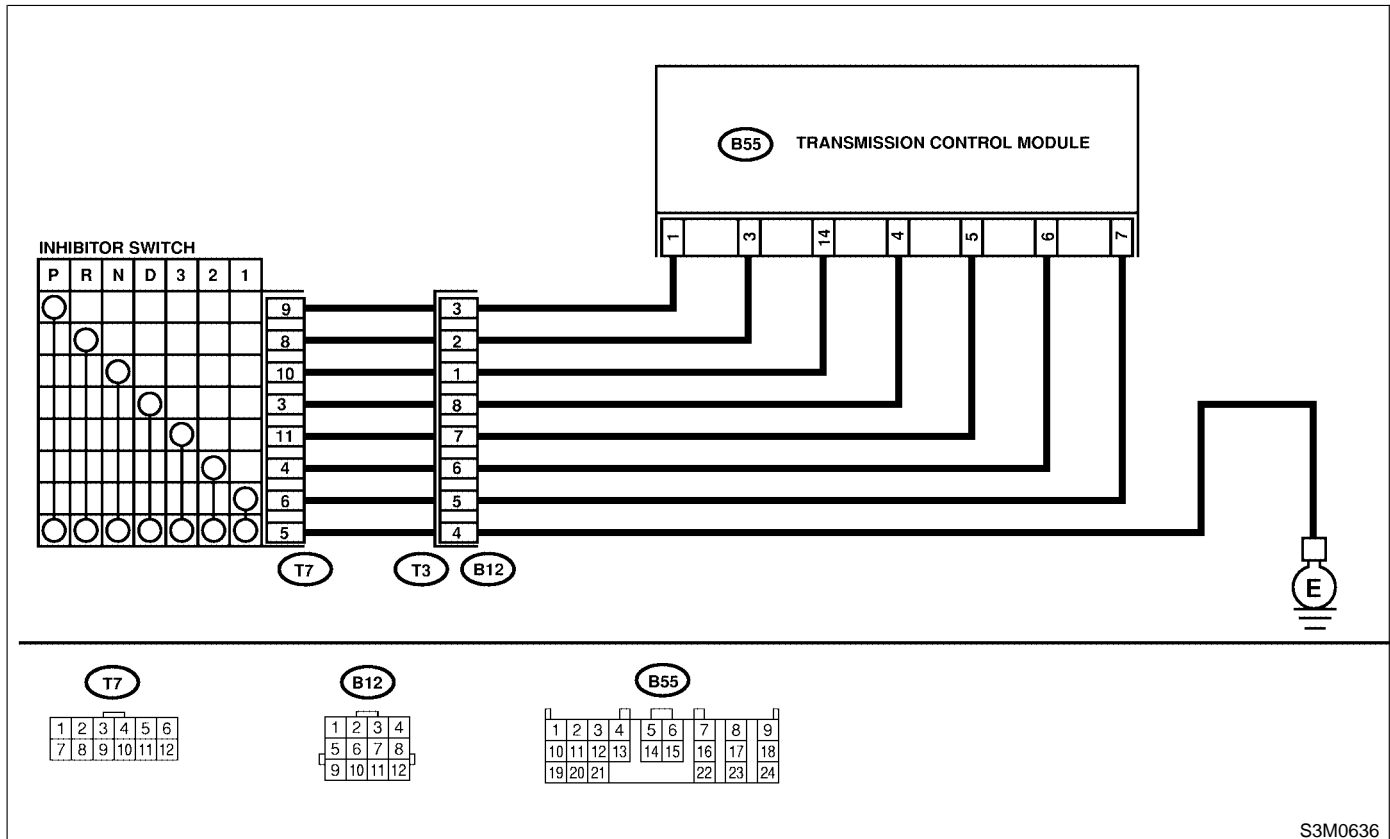 B55 TRANSMISSION CONTROL MODULE
1 3 14 4 5 6 7
INHIBITOR SWITCH
P R N D 3 2 1
9 3
8 2
10 1
3 8
11 7
4 6
6 5
5 4
T7 T3 B12
E
T7
1 2 3 4 5 6
7 8 9 10 11 12
B12
1 2 3 4
5 6 7 8
9 10 11 12
B55
1 2 3 4 5 6 7 8 9
10 11 12 13 14 15 16 17 18
19 20 21 22 23 24
S3M0636